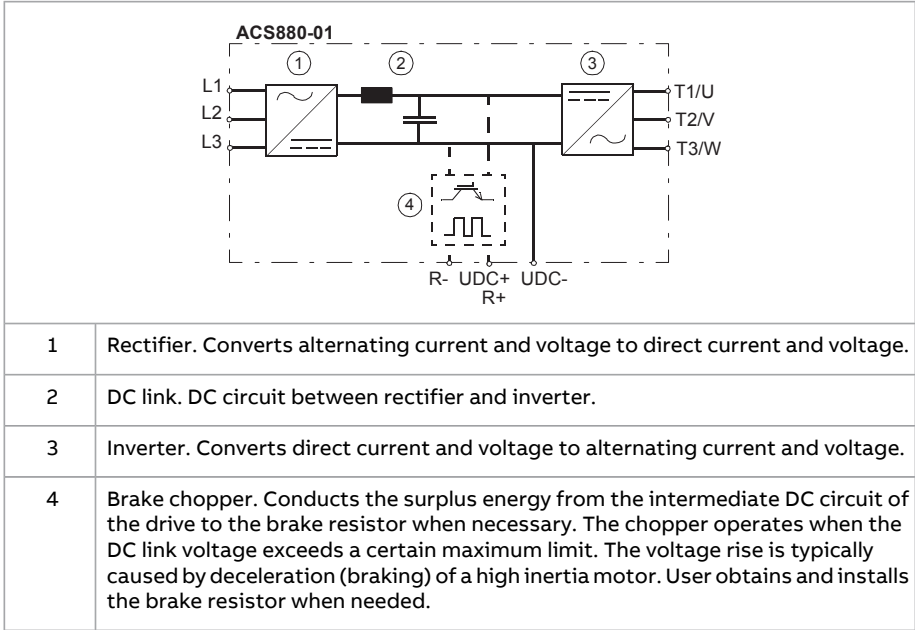 ACS880-01
1 2 3
L1 T1/U
L2 T2/V
L3 T3/W
4
R- UDC+ UDC-
R+
1 Rectifier. Converts alternating current and voltage to direct current and voltage.
2 DC link. DC circuit between rectifier and inverter.
3 Inverter. Converts direct current and voltage to alternating current and voltage.
4 Brake chopper. Conducts the surplus energy from the intermediate DC circuit of
the drive to the brake resistor when necessary. The chopper operates when the
DC link voltage exceeds a certain maximum limit. The voltage rise is typically
caused by deceleration (braking) of a high inertia motor. User obtains and installs
the brake resistor when needed.